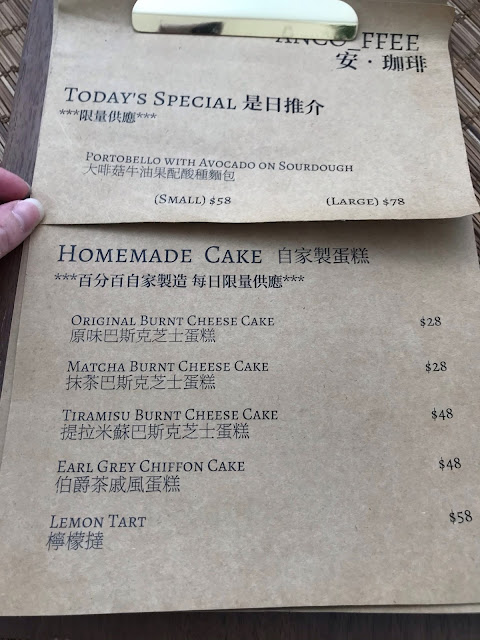 ANCO_FFEE
安·珈琲
TODAY'S SPECIAL 是日推介
***限量供應***
PORTOBELLO WITH AVOCADO ON SOURDOUGH
大啡菇牛油果配酸種麵包
(SMALL) $58 (LARGE) $78
HOMEMADE CAKE 自家製蛋糕
***百分百自家製造 每日限量供應***
ORIGINAL BURNT CHEESE CAKE $28
原味巴斯克芝士蛋糕
MATCHA BURNT CHEESE CAKE $28
抹茶巴斯克芝士蛋糕
TIRAMISU BURNT CHEESE CAKE $48
提拉米蘇巴斯克芝士蛋糕
EARL GREY CHIFFON CAKE $48
伯爵茶戚風蛋糕
LEMON TART $58
檸檬撻